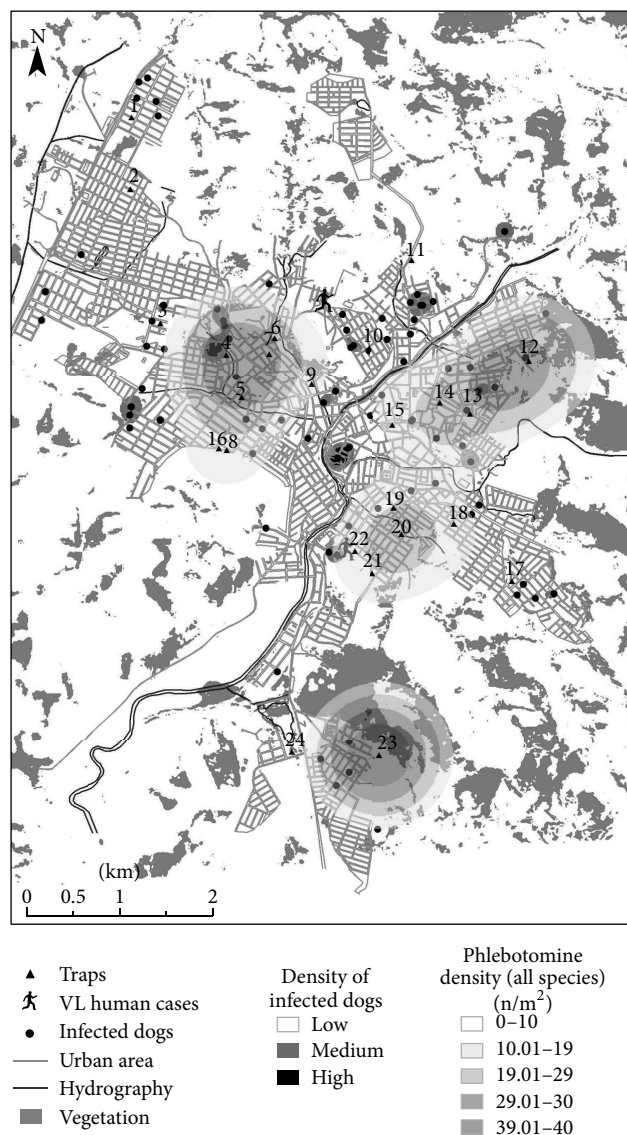 N
1
2
3
4
5
6
7
8
9
10
11
12
13
14
15
16
17
18
19
20
21
22
23
24
(km)
0 0.5 1 2
Traps
VL human cases
Infected dogs
Urban area
Hydrography
Vegetation
Density of
infected dogs
Low
Medium
High
Phlebotomine
density (all species)
(n/m²)
0–10
10.01–19
19.01–29
29.01–30
39.01–40